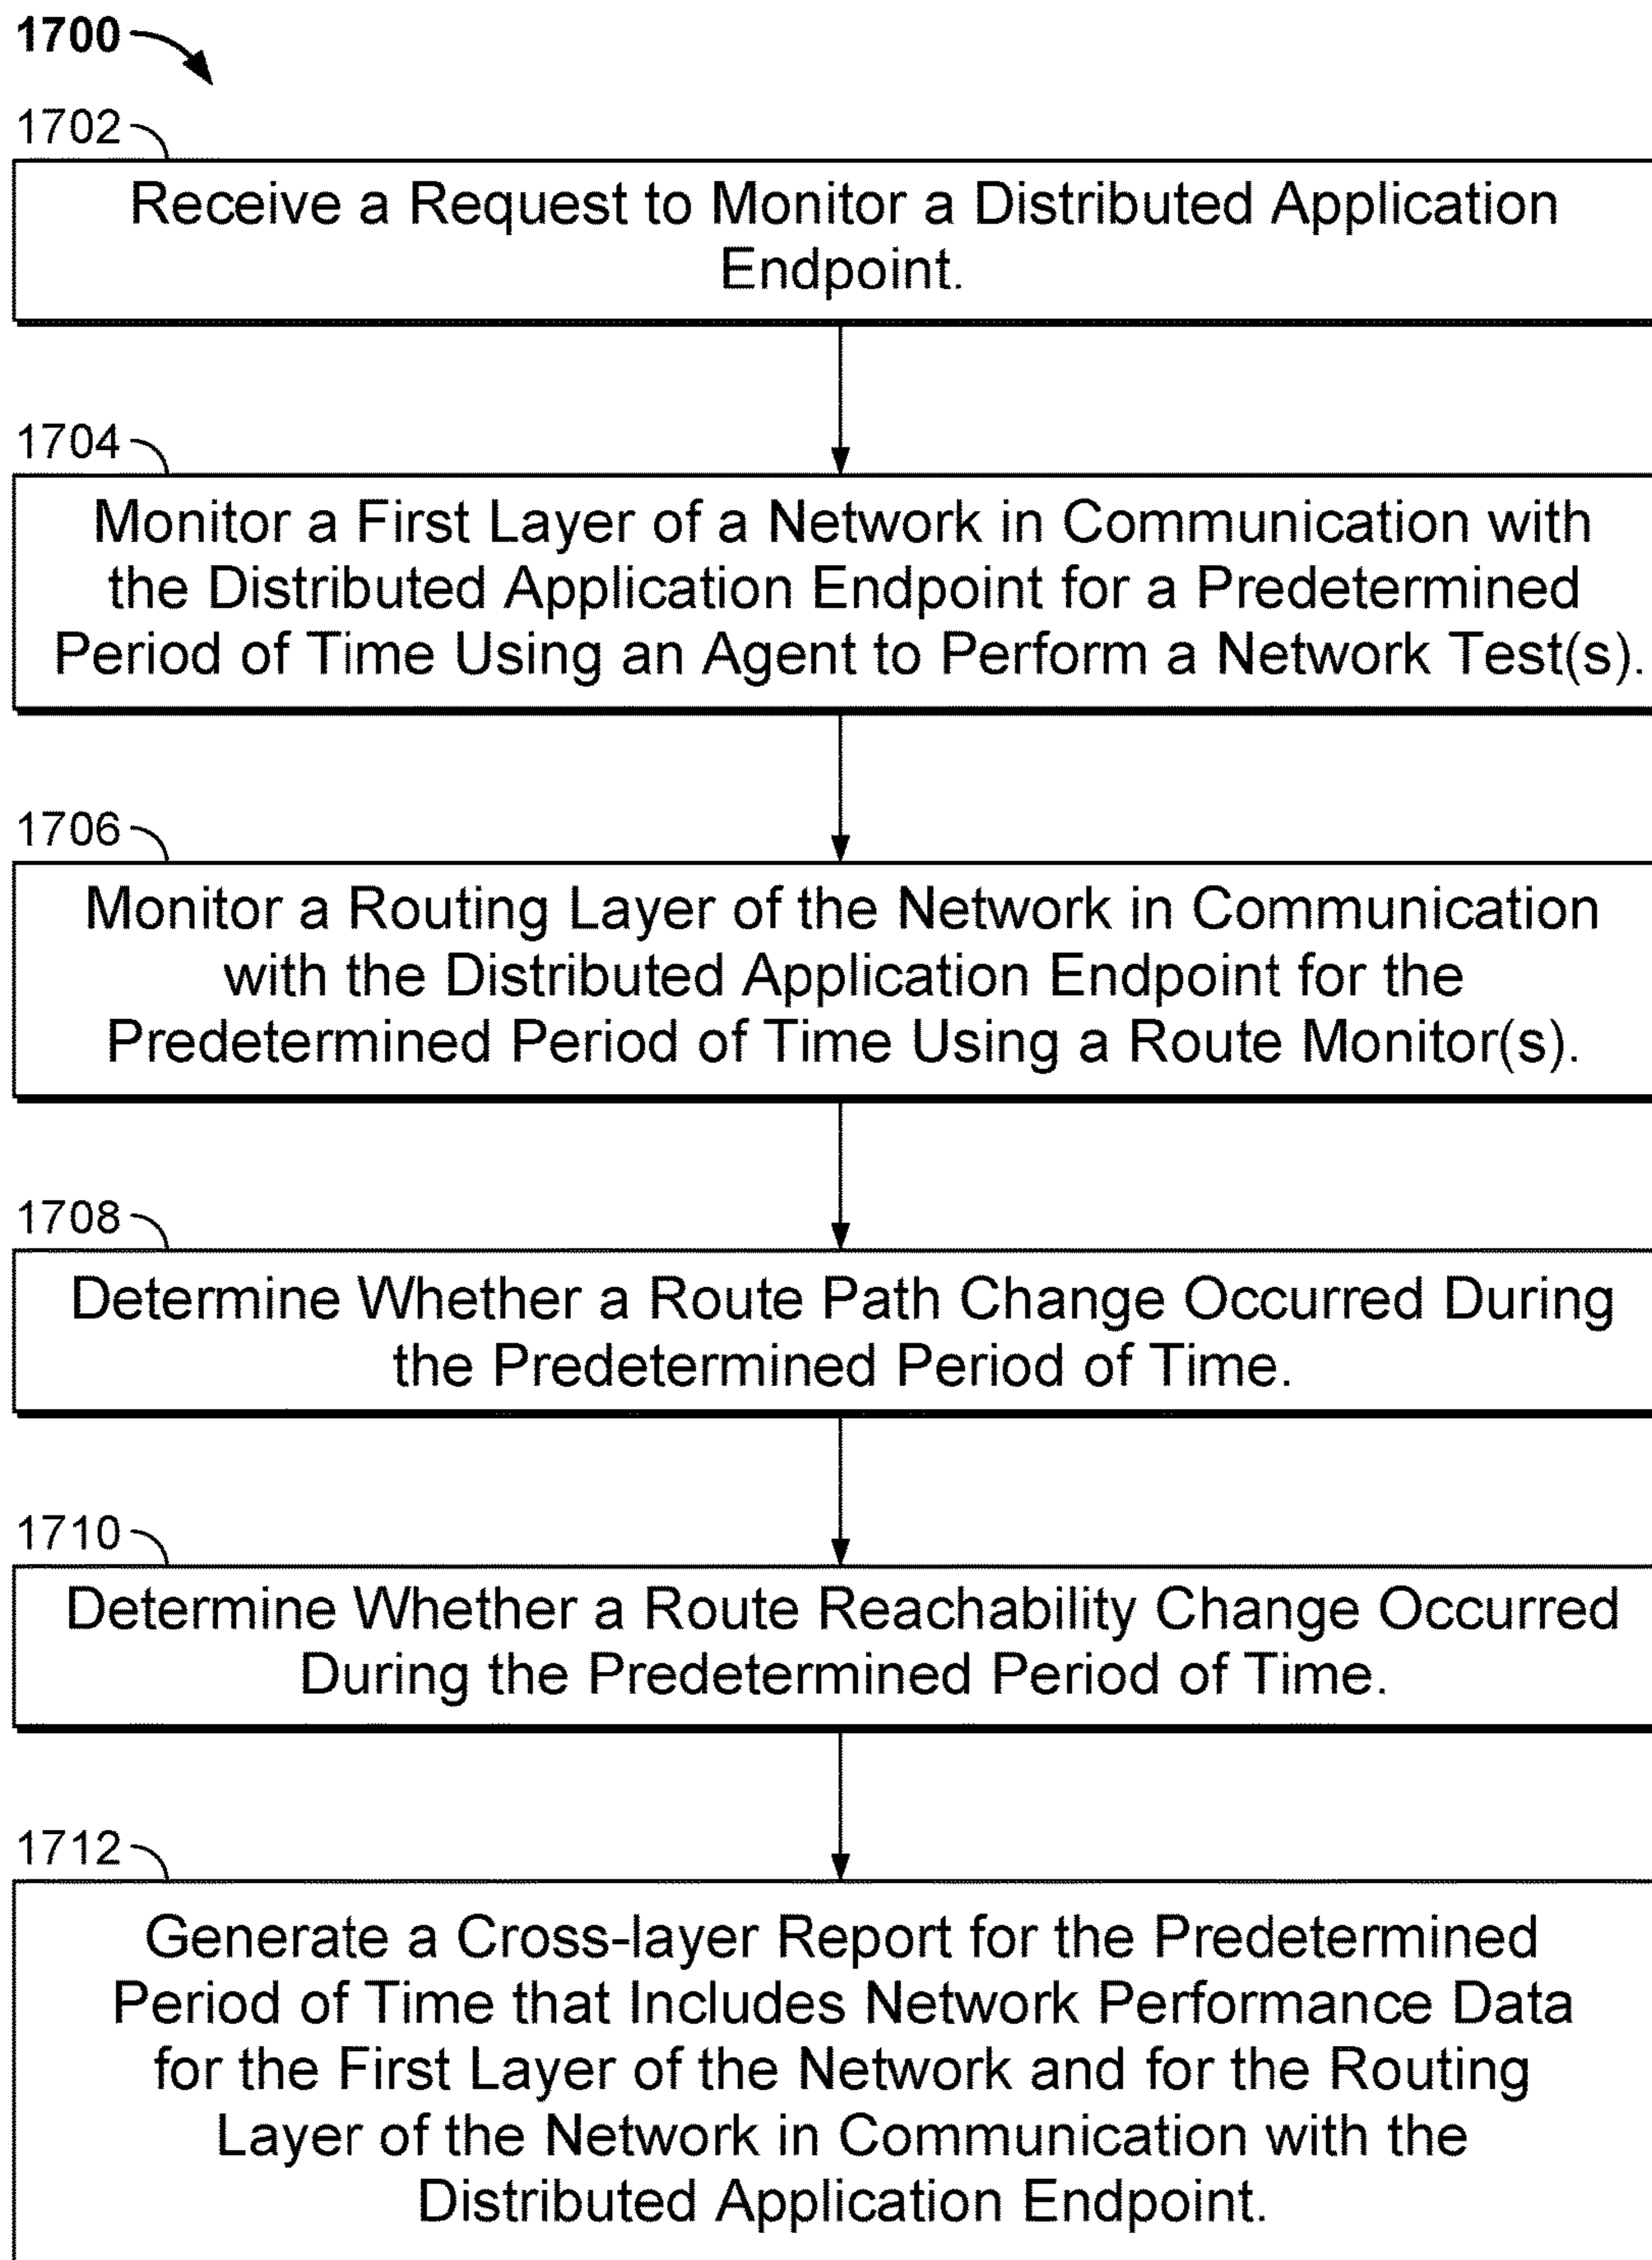 1700
1702
Receive a Request to Monitor a Distributed Application
Endpoint.
1704
Monitor a First Layer of a Network in Communication with
the Distributed Application Endpoint for a Predetermined
Period of Time Using an Agent to Perform a Network Test(s).
1706
Monitor a Routing Layer of the Network in Communication
with the Distributed Application Endpoint for the
Predetermined Period of Time Using a Route Monitor(s).
1708
Determine Whether a Route Path Change Occurred During
the Predetermined Period of Time.
1710
Determine Whether a Route Reachability Change Occurred
During the Predetermined Period of Time.
1712
Generate a Cross-layer Report for the Predetermined
Period of Time that Includes Network Performance Data
for the First Layer of the Network and for the Routing
Layer of the Network in Communication with the
Distributed Application Endpoint.